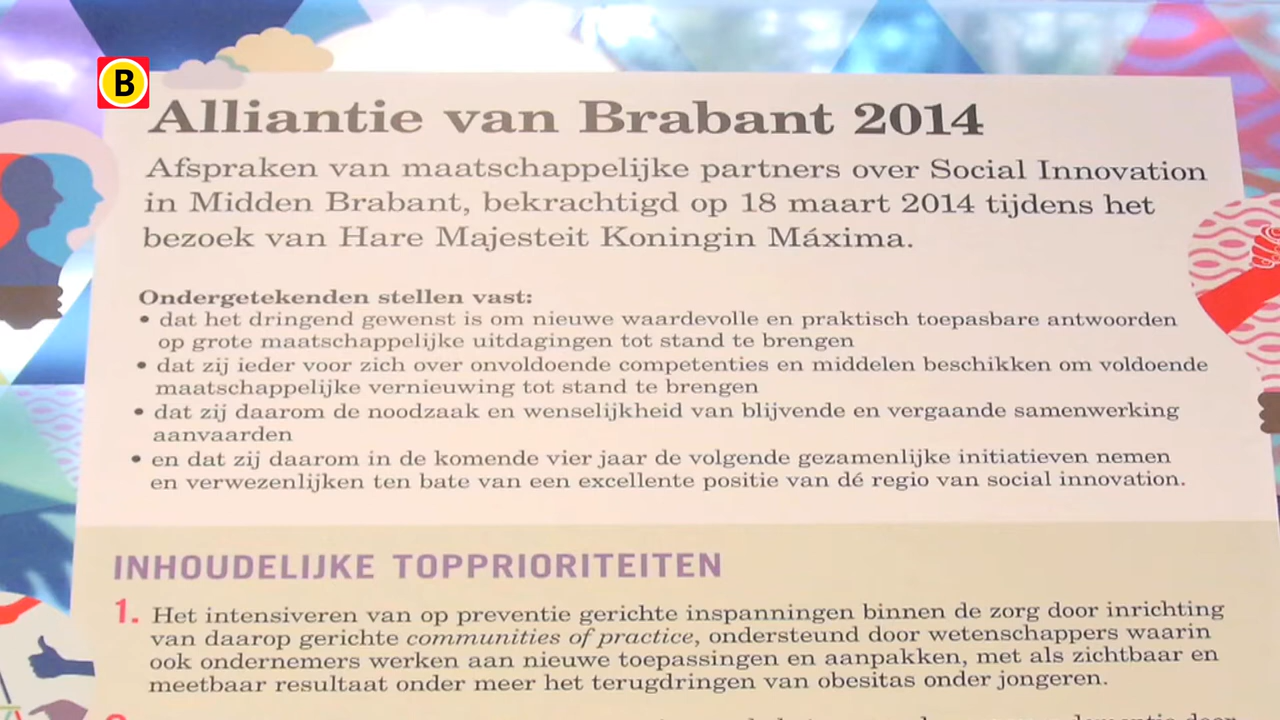 B
Alliantie van Brabant 2014
Afspraken van maatschappelijke partners over Social Innovation
in Midden Brabant, bekrachtigd op 18 maart 2014 tijdens het
bezoek van Hare Majesteit Koningin Máxima.
Ondergetekenden stellen vast:
• dat het dringend gewenst is om nieuwe waardevolle en praktisch toepasbare antwoorden
op grote maatschappelijke uitdagingen tot stand te brengen
• dat zij ieder voor zich over onvoldoende competenties en middelen beschikken om voldoende
maatschappelijke vernieuwing tot stand te brengen
• dat zij daarom de noodzaak en wenselijkheid van blijvende en vergaande samenwerking
aanvaarden
• en dat zij daarom in de komende vier jaar de volgende gezamenlijke initiatieven nemen
en verwezenlijken ten bate van een excellente positie van dé regio van social innovation.
INHOUDELIJKE TOPPRIORITEITEN
1. Het intensiveren van op preventie gerichte inspanningen binnen de zorg door inrichting
van daarop gerichte communities of practice, ondersteund door wetenschappers waarin
ook ondernemers werken aan nieuwe toepassingen en aanpakken, met als zichtbaar en
meetbaar resultaat onder meer het terugdringen van obesitas onder jongeren.